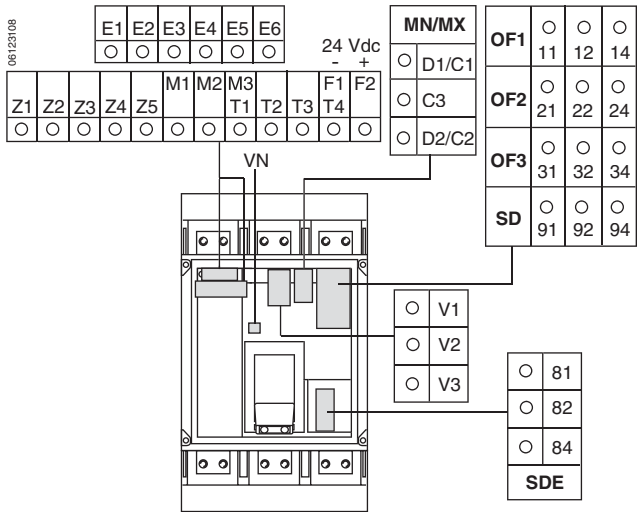 06123108
E1 E2 E3 E4 E5 E6
24 Vdc
- +
M1 M2 M3 F1 F2
Z1 Z2 Z3 Z4 Z5 T1 T2 T3 T4
VN
MN/MX
D1/C1
C3
D2/C2
OF1 11 12 14
OF2 21 22 24
OF3 31 32 34
SD 91 92 94
V1
V2
V3
81
82
84
SDE